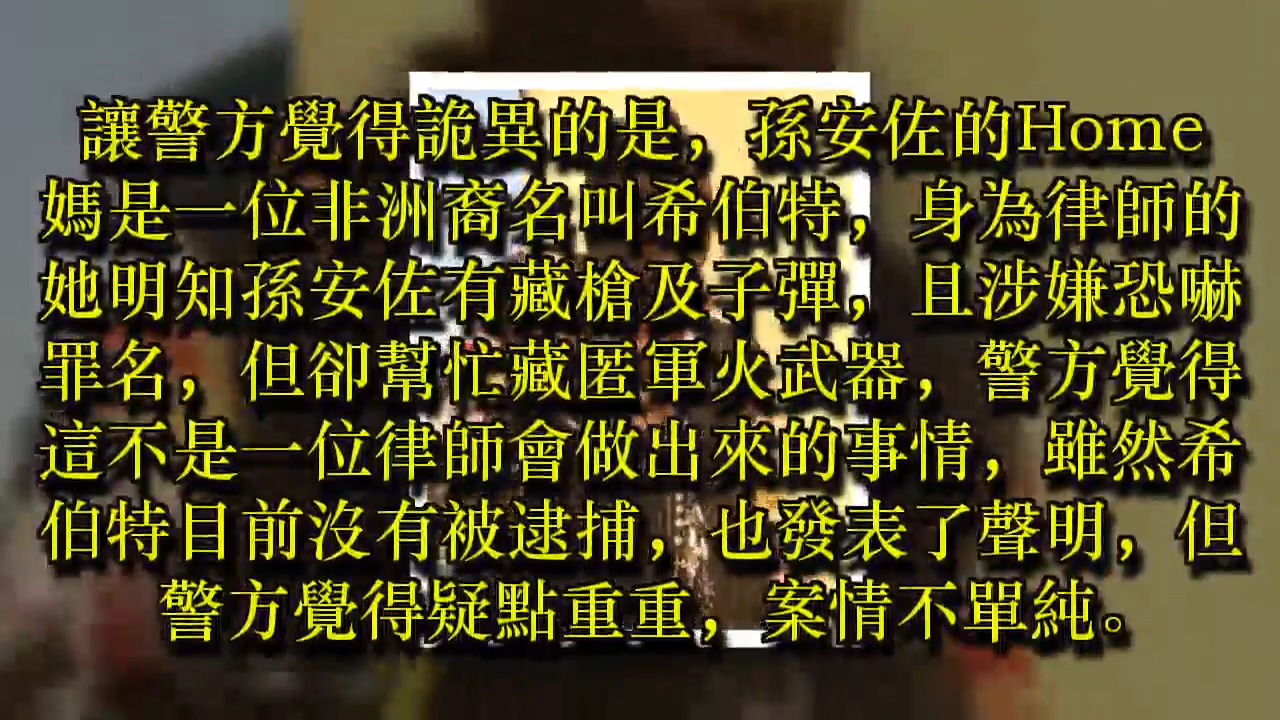 讓警方覺得詭異的是，孫安佐的Home
媽是一位非洲裔名叫希伯特，身為律師的
她明知孫安佐有藏槍及子彈，且涉嫌恐嚇
罪名，但卻幫忙藏匿軍火武器，警方覺得
這不是一位律師會做出來的事情，雖然希
伯特目前沒有被逮捕，也發表了聲明，但
警方覺得疑點重重，案情不單純。